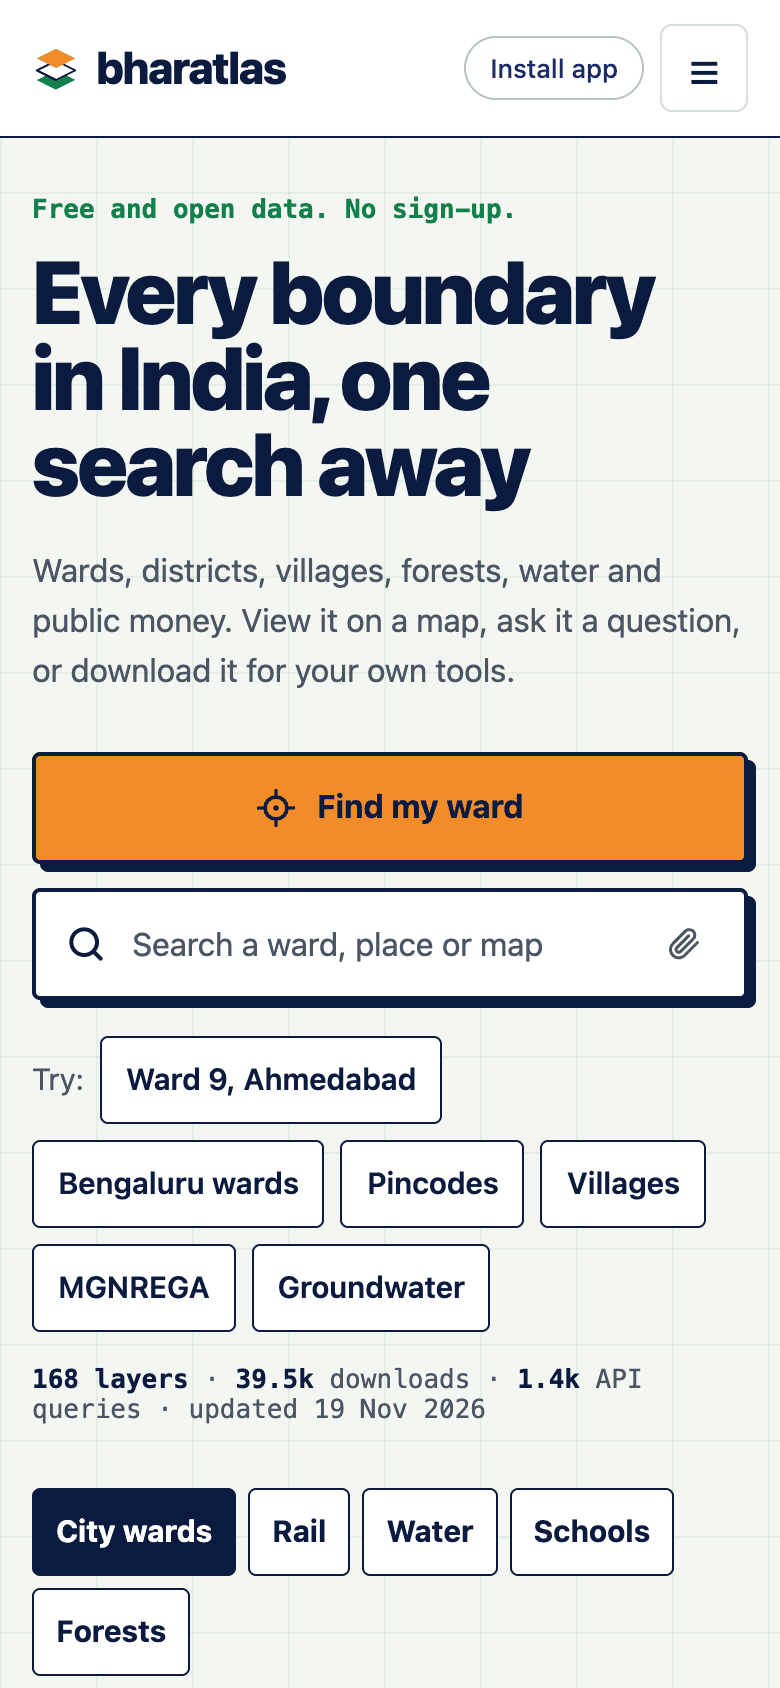 bharatlas
Install app
Free and open data. No sign-up.
Every boundary
in India, one
search away
Wards, districts, villages, forests, water and
public money. View it on a map, ask it a question,
or download it for your own tools.
Find my ward
Search a ward, place or map
Try: Ward 9, Ahmedabad
Bengaluru wards Pincodes Villages
MGNREGA Groundwater
168 layers · 39.5k downloads · 1.4k API
queries · updated 19 Nov 2026
City wards Rail Water Schools
Forests